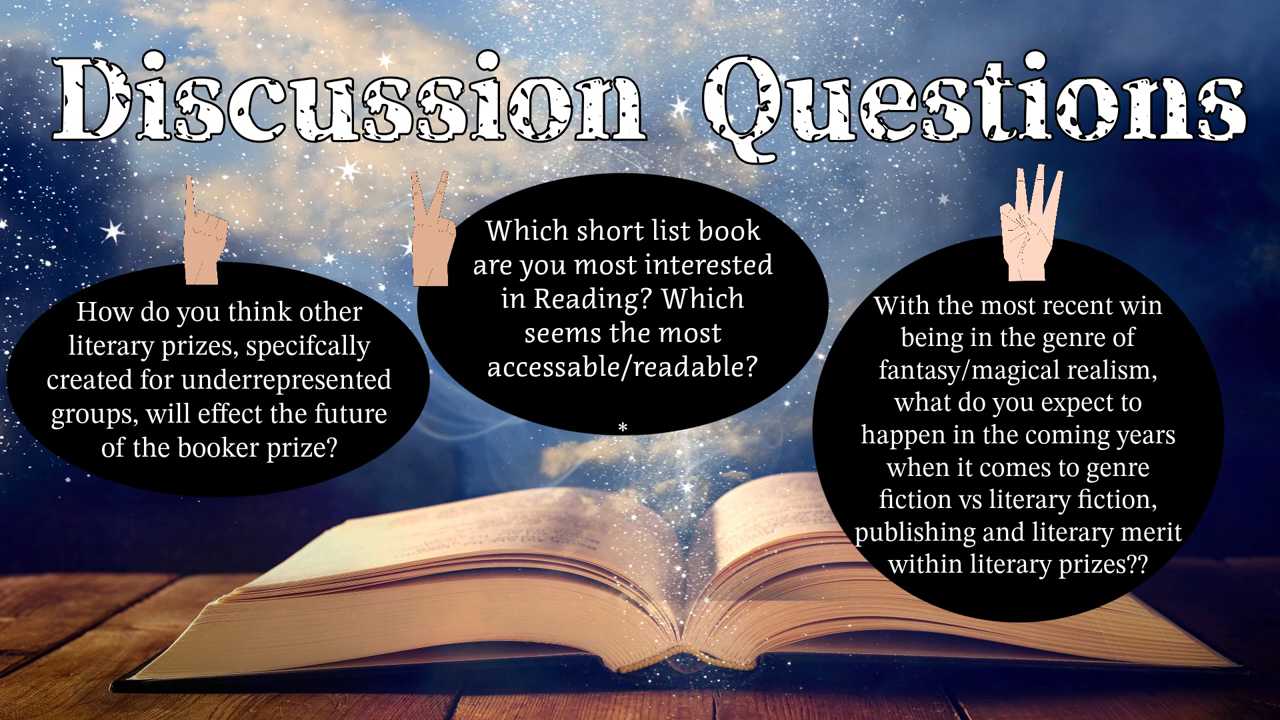 Discussion Questions
How do you think other
literary prizes, specifcally
created for underrepresented
groups, will effect the future
of the booker prize?
Which short list book
are you most interested
in Reading? Which
seems the most
accessable/readable?
*
With the most recent win
being in the genre of
fantasy/magical realism,
what do you expect to
happen in the coming years
when it comes to genre
fiction vs literary fiction,
publishing and literary merit
within literary prizes??